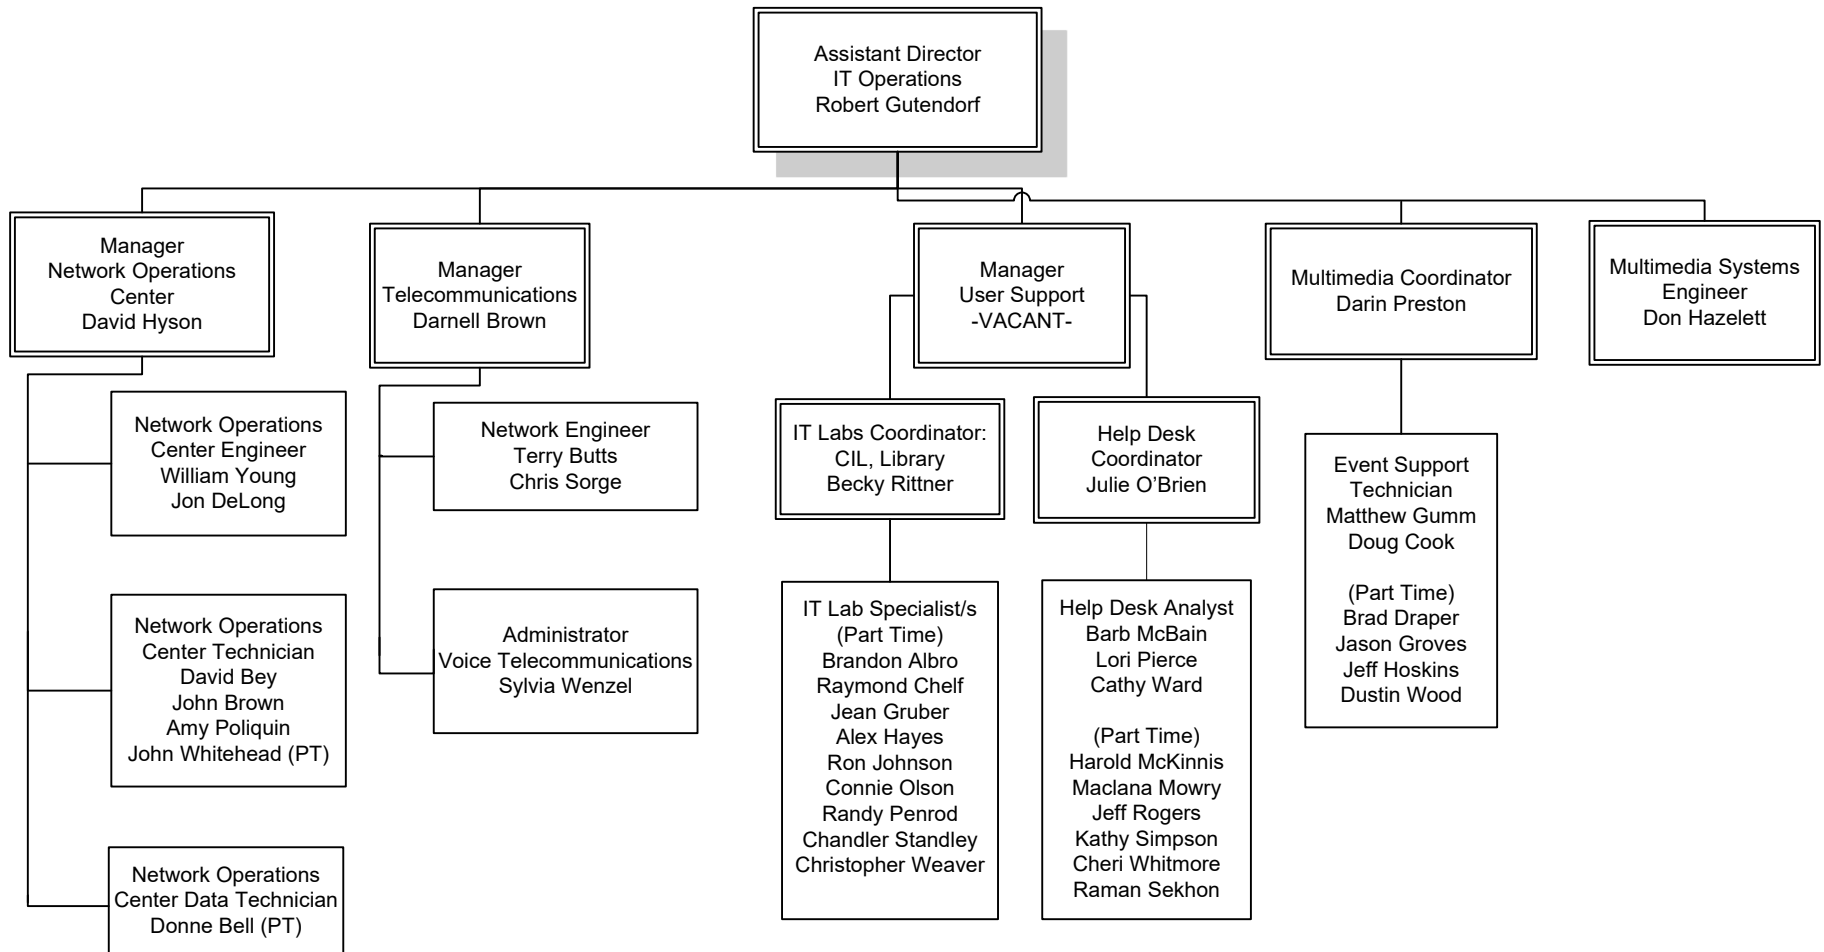 Assistant Director
IT Operations
Robert Gutendorf
Manager
Network Operations
Center
David Hyson
Manager
Telecommunications
Darnell Brown
Manager
User Support
-VACANT-
Multimedia Coordinator
Darin Preston
Multimedia Systems
Engineer
Don Hazelett
Network Operations
Center Engineer
William Young
Jon DeLong
Network Operations
Center Technician
David Bey
John Brown
Amy Poliquin
John Whitehead (PT)
Network Operations
Center Data Technician
Donne Bell (PT)
Network Engineer
Terry Butts
Chris Sorge
Administrator
Voice Telecommunications
Sylvia Wenzel
IT Labs Coordinator:
CIL, Library
Becky Rittner
IT Lab Specialist/s
(Part Time)
Brandon Albro
Raymond Chelf
Jean Gruber
Alex Hayes
Ron Johnson
Connie Olson
Randy Penrod
Chandler Standley
Christopher Weaver
Help Desk
Coordinator
Julie O’Brien
Help Desk Analyst
Barb McBain
Lori Pierce
Cathy Ward
(Part Time)
Harold McKinnis
Maclana Mowry
Jeff Rogers
Kathy Simpson
Cheri Whitmore
Raman Sekhon
Event Support
Technician
Matthew Gumm
Doug Cook
(Part Time)
Brad Draper
Jason Groves
Jeff Hoskins
Dustin Wood